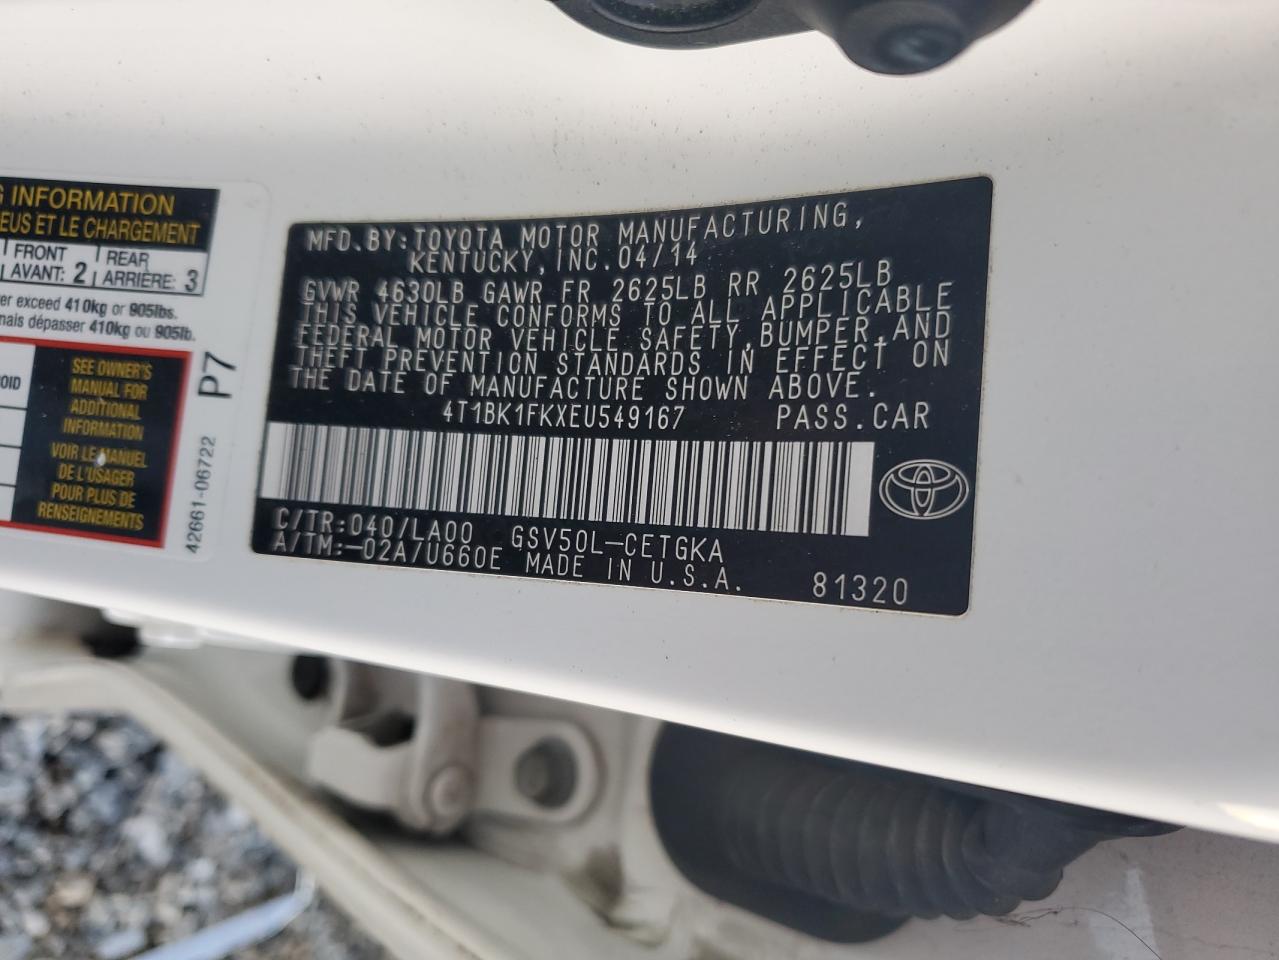 G INFORMATION
EUS ET LE CHARGEMENT
FRONT REAR
AVANT: 2 ARRIÈRE: 3
er exceed 410kg or 905lbs.
mais dépasser 410kg ou 905lb.
OID
SEE OWNER'S
MANUAL FOR
ADDITIONAL
INFORMATION
VOIR LE MANUEL
DE L'USAGER
POUR PLUS DE
RENSEIGNEMENTS
P7
42661-06722
MFD. BY: TOYOTA MOTOR MANUFACTURING,
KENTUCKY, INC. 04/14
GVWR 4630LB GAWR FR 2625LB RR 2625LB
THIS VEHICLE CONFORMS TO ALL APPLICABLE
FEDERAL MOTOR VEHICLE SAFETY, BUMPER, AND
THEFT PREVENTION STANDARDS IN EFFECT ON
THE DATE OF MANUFACTURE SHOWN ABOVE.
4T1BK1FKXEU549167 PASS. CAR
C/TR: 040/LA00 GSV50L-CETGKA
A/TM:-02A/U660E MADE IN U.S.A. 81320